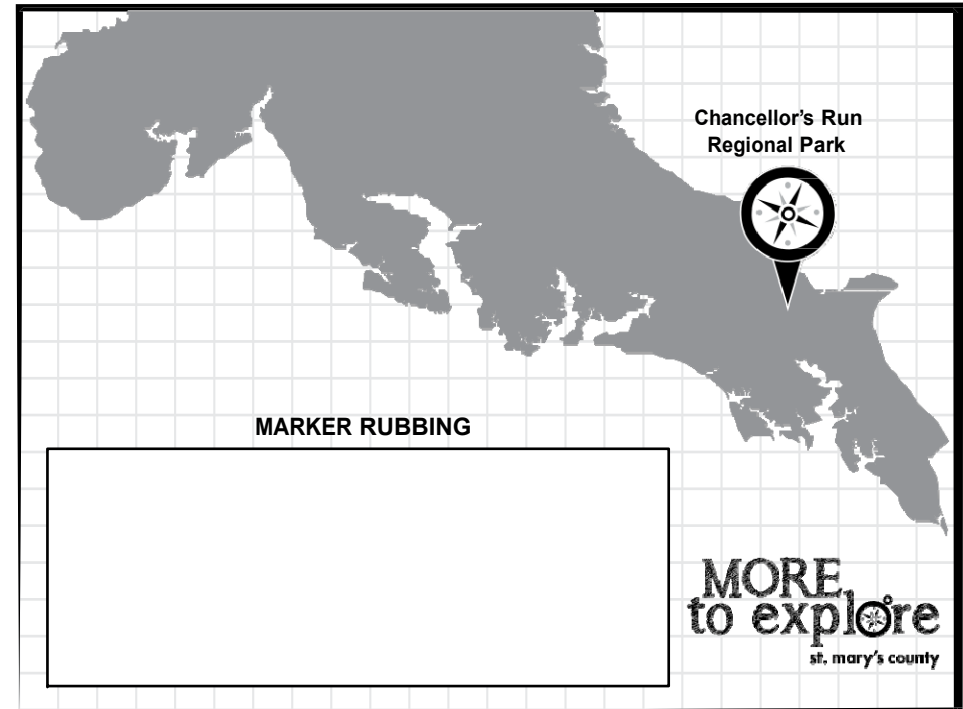 Chancellor's Run
Regional Park
MARKER RUBBING
MORE
to explore
st. mary's county